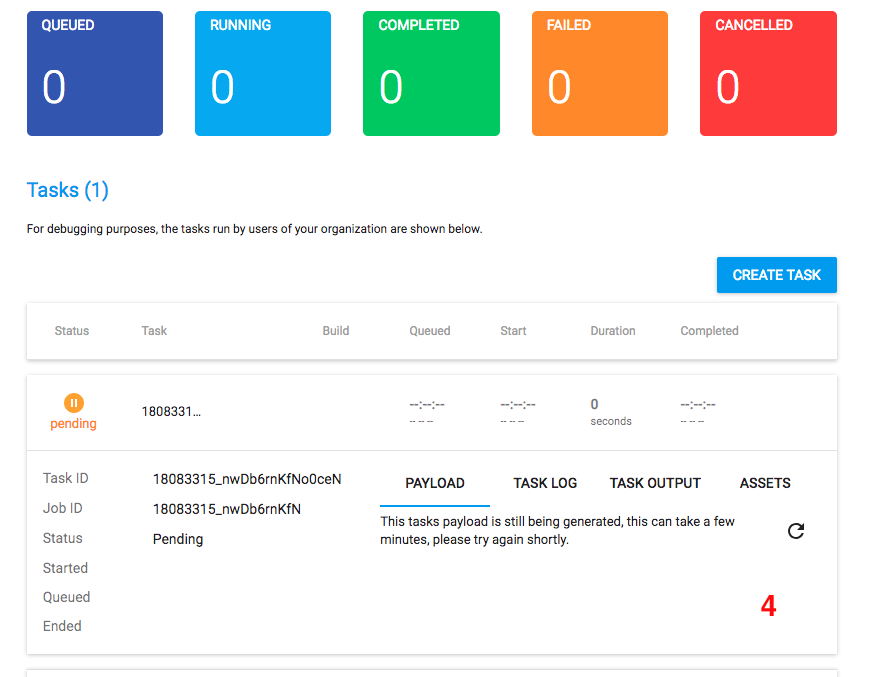 QUEUED RUNNING COMPLETED FAILED CANCELLED
0 0 0 0 0
Tasks (1)
For debugging purposes, the tasks run by users of your organization are shown below.
CREATE TASK
Status Task Build Queued Start Duration Completed
pending 1808331... --:--:-- --:--:-- 0 --:--:--
-- -- -- -- -- -- seconds -- -- --
Task ID 18083315_nwDb6rnKfNo0ceN PAYLOAD TASK LOG TASK OUTPUT ASSETS
Job ID 18083315_nwDb6rnKfN This tasks payload is still being generated, this can take a few
Status Pending minutes, please try again shortly.
Started
Queued 4
Ended